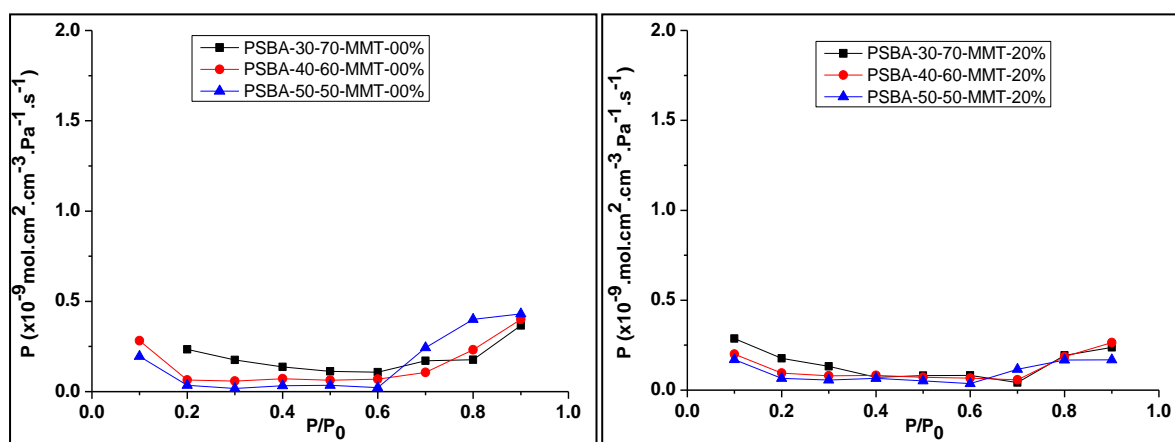 2.0
1.5
1.0
0.5
0.0
P (x10⁻⁹mol.cm².cm⁻³.Pa⁻¹.s⁻¹)
PSBA-30-70-MMT-00%
PSBA-40-60-MMT-00%
PSBA-50-50-MMT-00%
0.0 0.2 0.4 0.6 0.8 1.0
P/P₀
2.0
1.5
1.0
0.5
0.0
P (x10⁻⁹.mol.cm².cm⁻³.Pa⁻¹.s⁻¹)
PSBA-30-70-MMT-20%
PSBA-40-60-MMT-20%
PSBA-50-50-MMT-20%
0.0 0.2 0.4 0.6 0.8 1.0
P/P₀